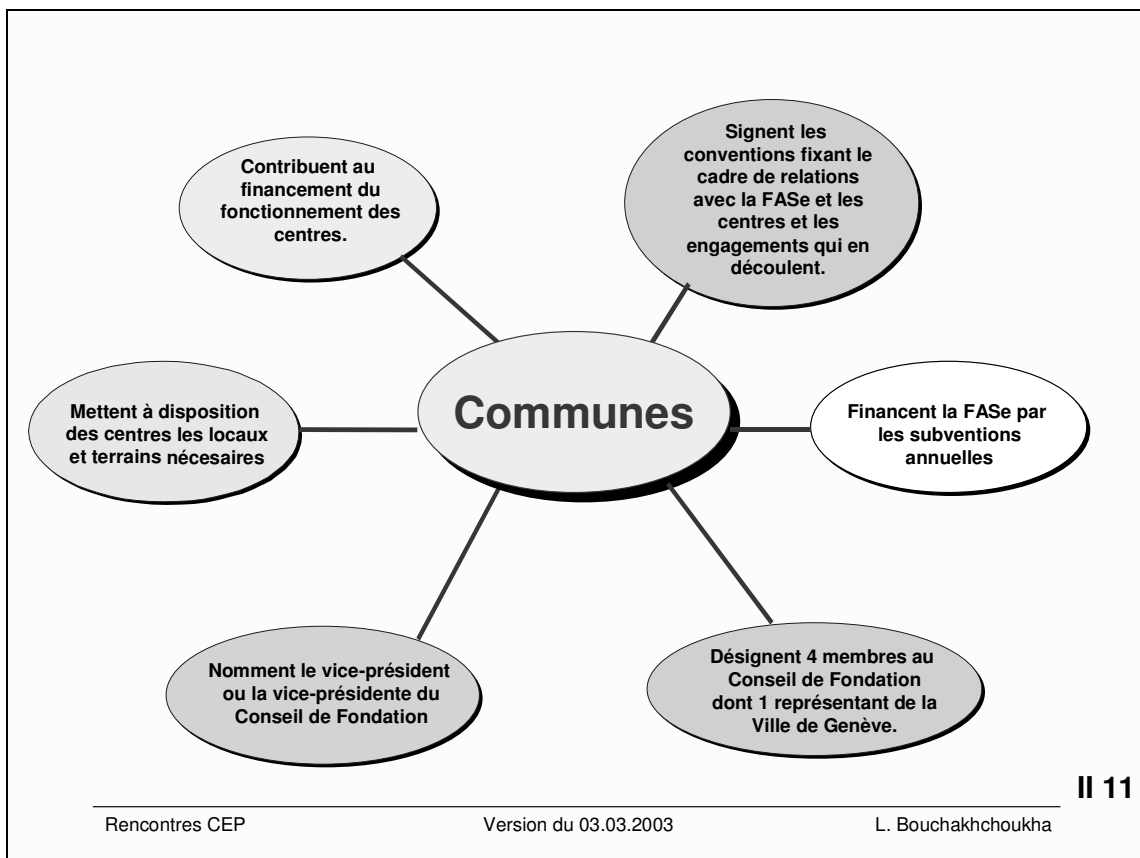 Contribuent au
financement du
fonctionnement des
centres.
Signent les
conventions fixant le
cadre de relations
avec la FASe et les
centres et les
engagements qui en
découlent.
Communes
Mettent à disposition
des centres les locaux
et terrains nécesaires
Financent la FASe par
les subventions
annuelles
Nomment le vice-président
ou la vice-présidente du
Conseil de Fondation
Désignent 4 membres au
Conseil de Fondation
dont 1 représentant de la
Ville de Genève.
II 11
Rencontres CEP Version du 03.03.2003 L. Bouchakhchoukha